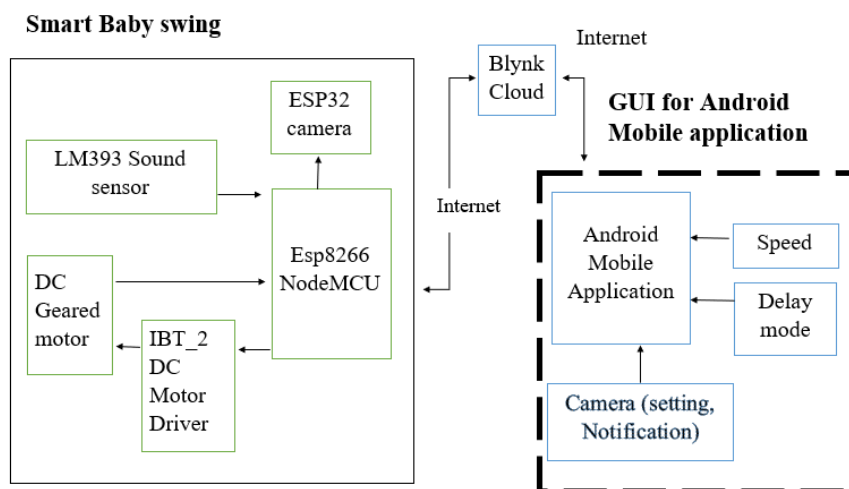 Smart Baby swing
ESP32
camera
LM393 Sound
sensor
Esp8266
NodeMCU
DC
Geared
motor
IBT_2
DC
Motor
Driver
Internet
Blynk
Cloud
Internet
GUI for Android
Mobile application
Android
Mobile
Application
Speed
Delay
mode
Camera (setting,
Notification)